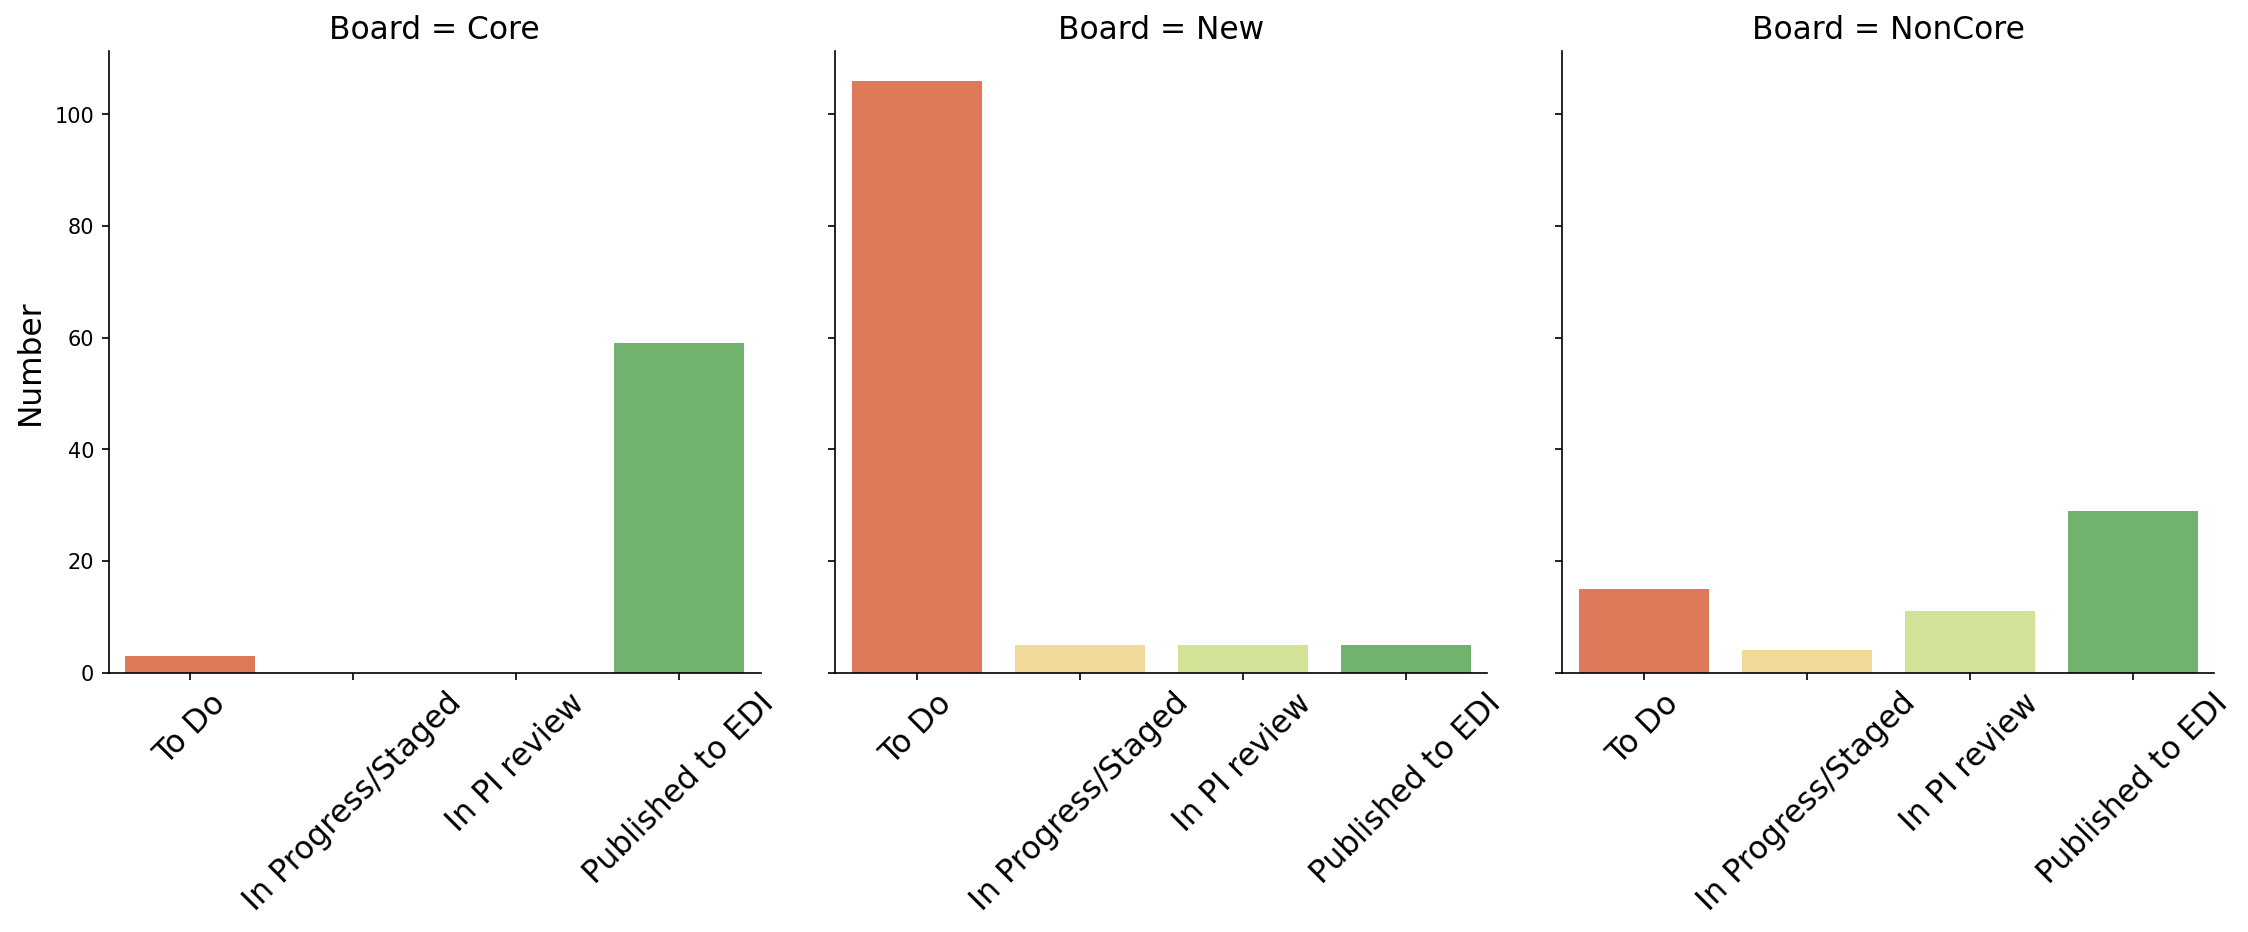 Board = Core
Board = New
Board = NonCore
Number
100
80
60
40
20
0
To Do
In Progress/Staged
In PI review
Published to EDI
To Do
In Progress/Staged
In PI review
Published to EDI
To Do
In Progress/Staged
In PI review
Published to EDI